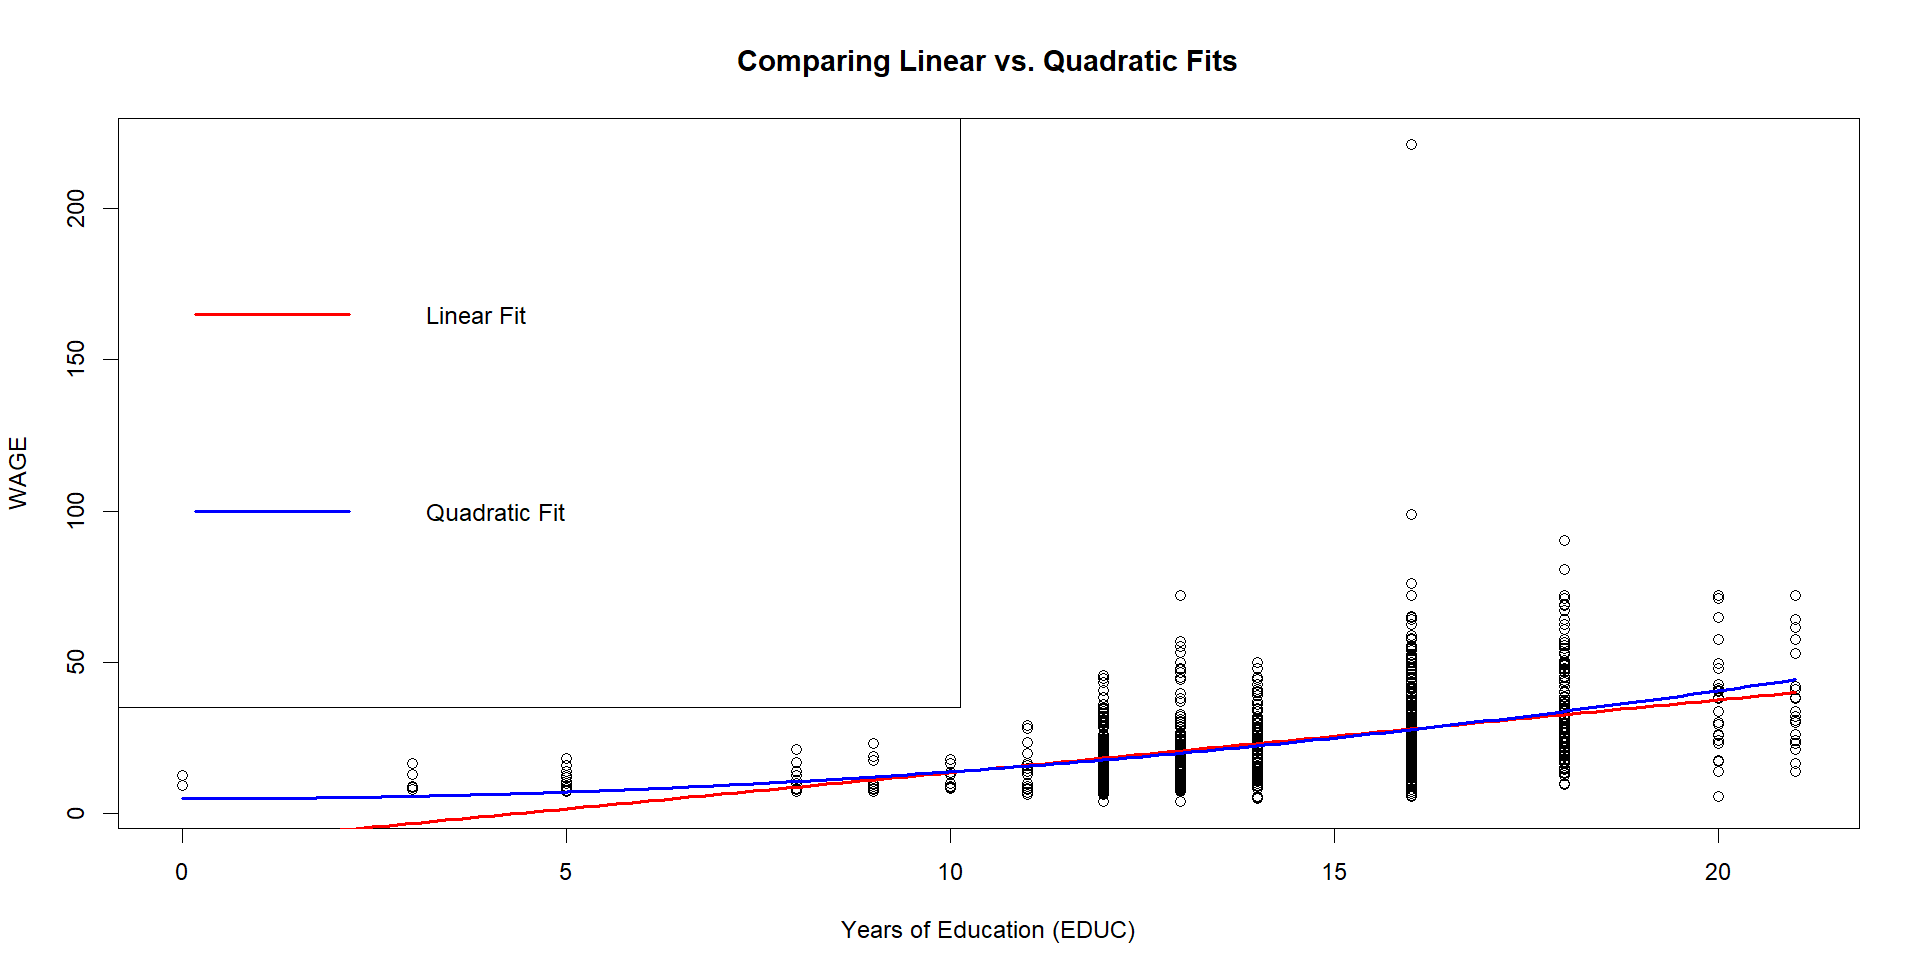 Comparing Linear vs. Quadratic Fits
WAGE
200
150
100
50
0
Linear Fit
Quadratic Fit
0 5 10 15 20
Years of Education (EDUC)